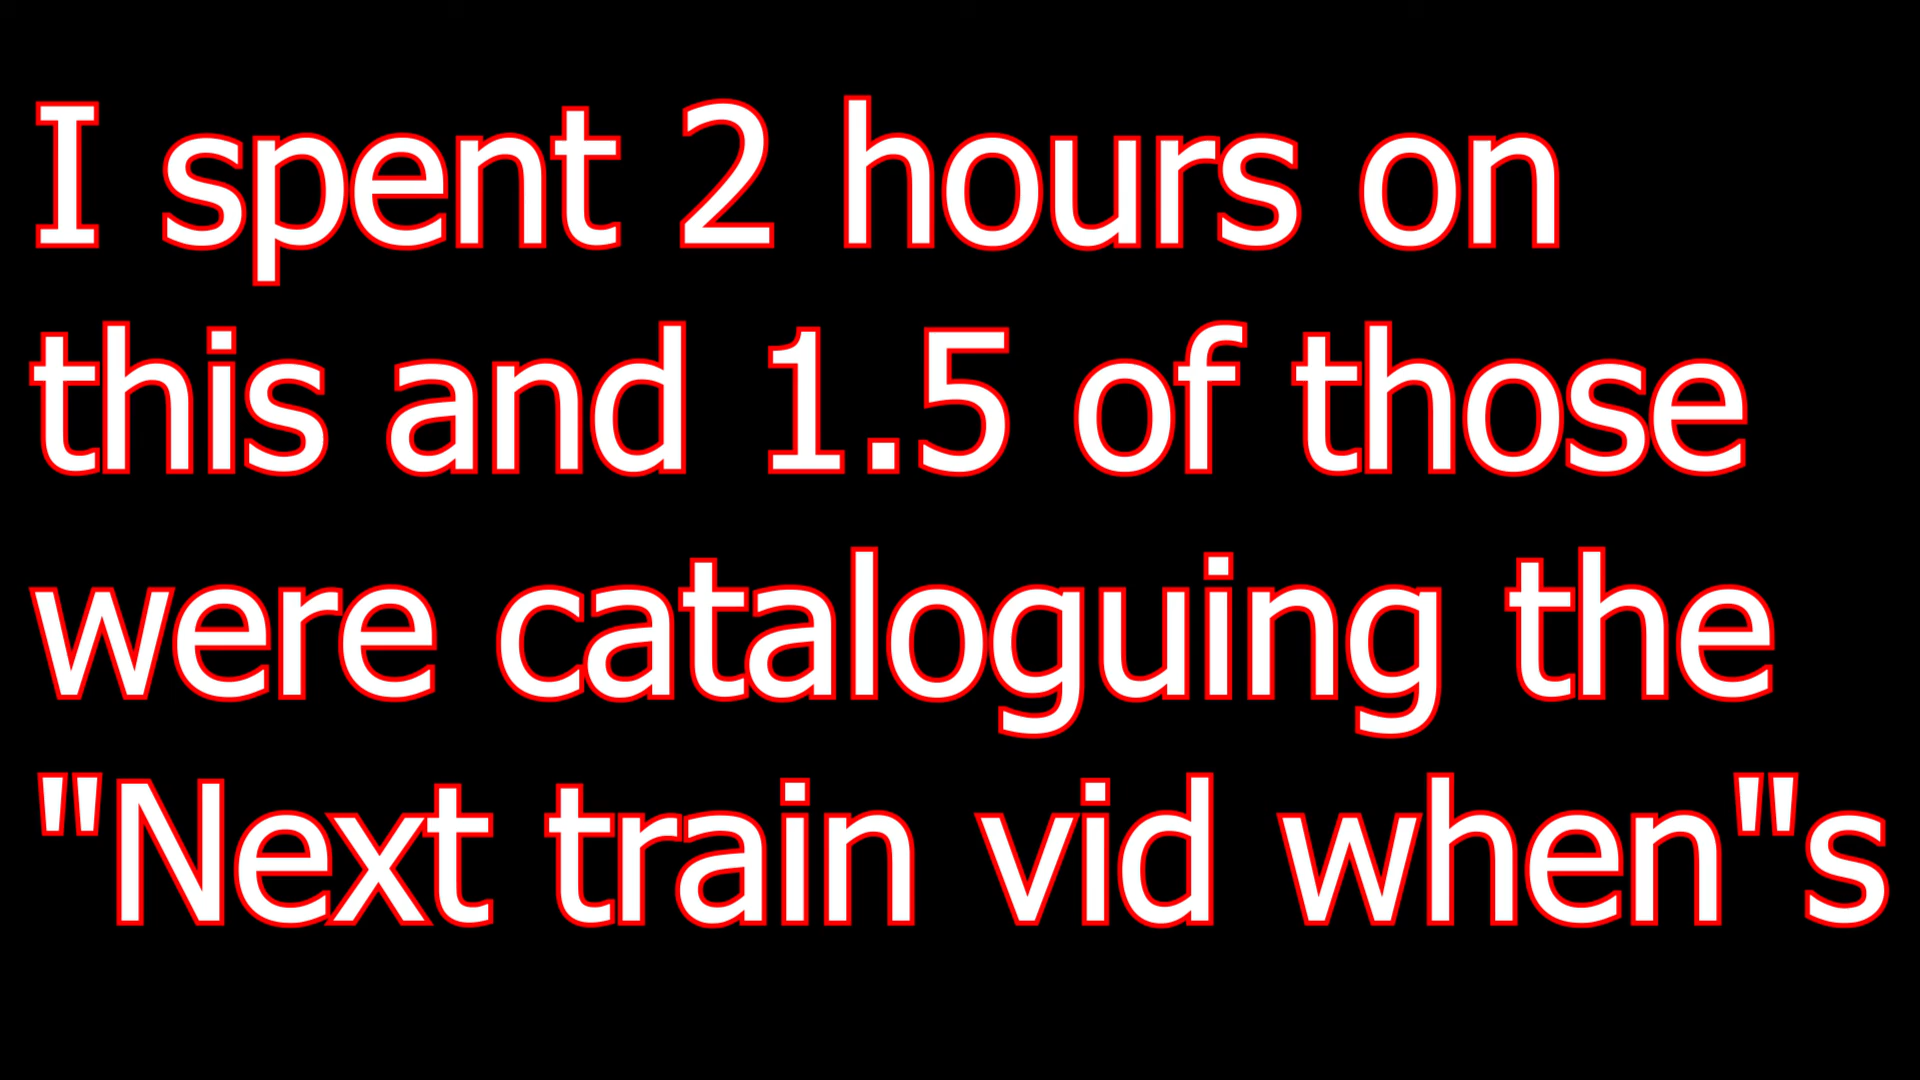 I spent 2 hours on
this and 1.5 of those
were cataloguing the
"Next train vid when"s